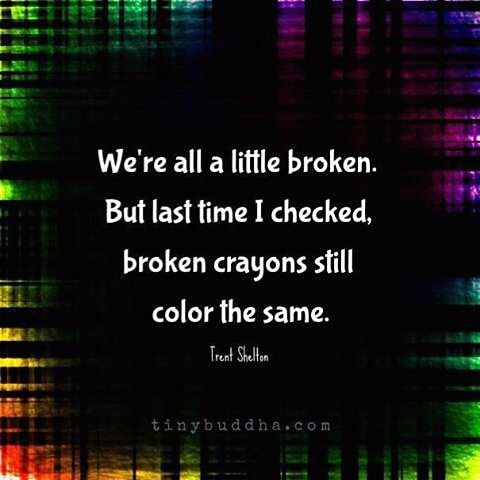 We're all a little broken.
But last time I checked,
broken crayons still
color the same.
Trent Shelton
tinybuddha.com